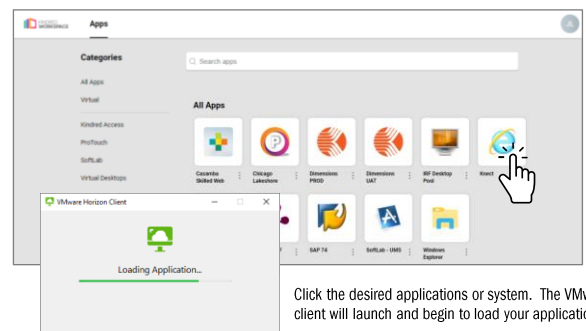 KINDRED
WORKSPACE
Apps
Categories
Search apps
All Apps
Virtual
All Apps
Kindred Access
ProTouch
SoftLab
Virtual Desktops
Casamba
Skilled Web
Chicago
Lakeshore
Dimensions
PROD
Dimensions
UAT
IRF Desktop
Pool
Knect
VMware Horizon Client
Loading Application...
SAP 74
SoftLab - UMS
Windows
Explorer
Click the desired applications or system. The VMw
client will launch and begin to load your applicatio